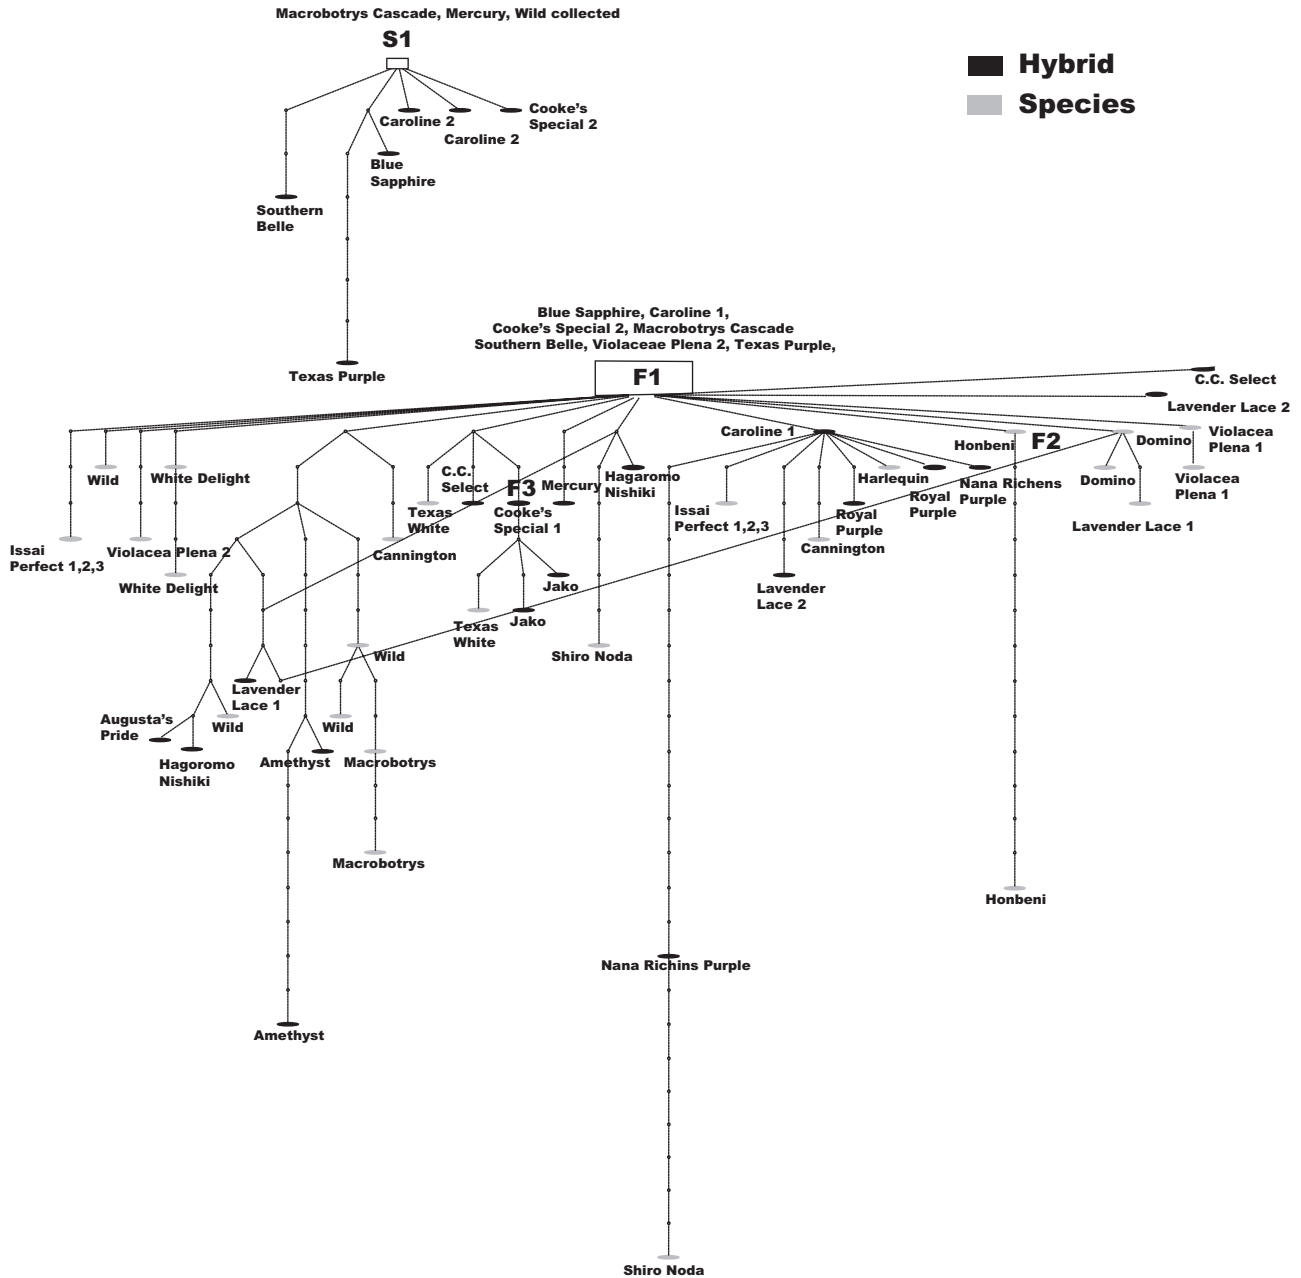 Macrobotrys Cascade, Mercury, Wild collected
S1
Hybrid
Species
Cooke's
Special 2
Caroline 2
Caroline 2
Blue
Sapphire
Southern
Belle
Texas Purple
Blue Sapphire, Caroline 1,
Cooke's Special 2, Macrobotrys Cascade
Southern Belle, Violaceae Plena 2, Texas Purple,
F1
C.C. Select
Lavender Lace 2
Caroline 1
Honbeni
F2
Domino
Violacea
Plena 1
Wild
White Delight
C.C.
Select
F3
Mercury
Hagaromo
Nishiki
Harlequin
Royal
Purple
Nana Richens
Purple
Domino
Violacea
Plena 1
Texas
White
Cooke's
Special 1
Issai
Perfect 1,2,3
Royal
Purple
Lavender Lace 1
Issai
Perfect 1,2,3
Violacea Plena 2
Cannington
Cannington
White Delight
Jako
Lavender
Lace 2
Texas
White
Jako
Wild
Shiro Noda
Lavender
Lace 1
Augusta's
Pride
Wild
Wild
Hagoromo
Nishiki
Amethyst
Macrobotrys
Macrobotrys
Honbeni
Nana Richins Purple
Amethyst
Shiro Noda